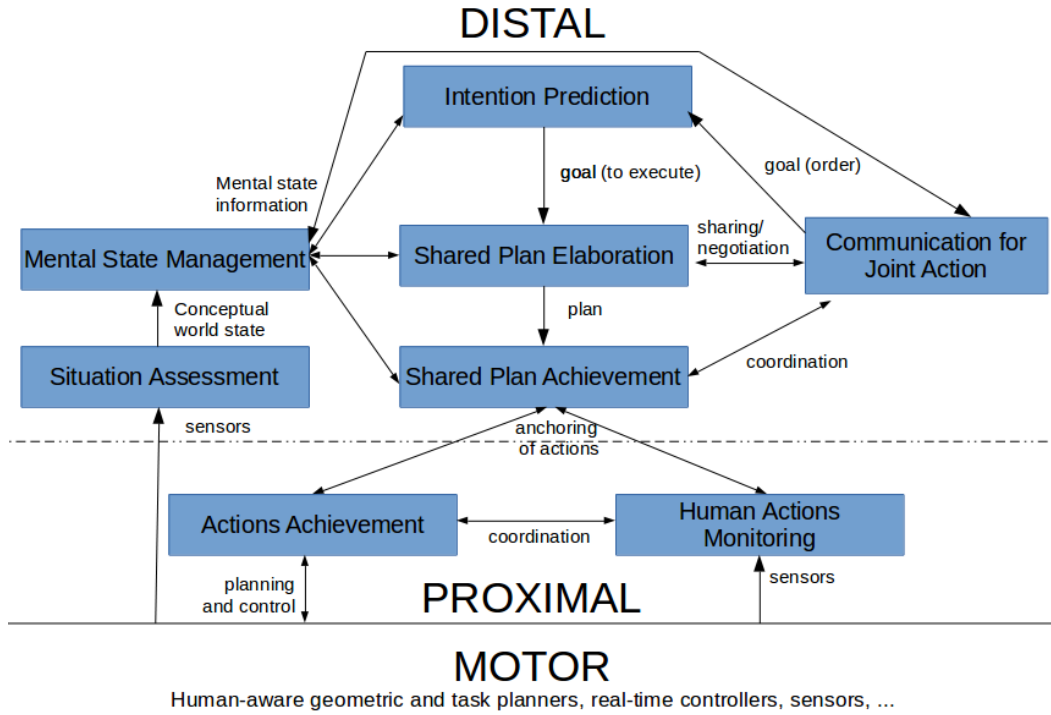 DISTAL
Intention Prediction
goal (to execute)
goal (order)
Mental state
information
Mental State Management
Shared Plan Elaboration
sharing/
negotiation
Communication for
Joint Action
Conceptual
world state
plan
Situation Assessment
Shared Plan Achievement
coordination
sensors
anchoring
of actions
Actions Achievement
coordination
Human Actions
Monitoring
planning
and control
sensors
PROXIMAL
MOTOR
Human-aware geometric and task planners, real-time controllers, sensors, ...